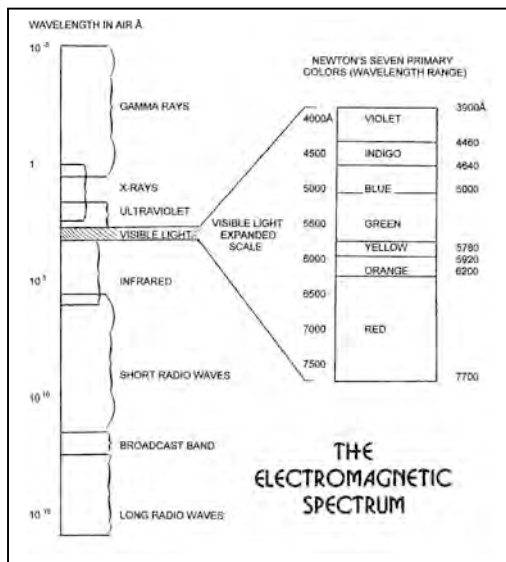 WAVELENGTH IN AIR Å
10⁻⁵
GAMMA RAYS
1
X-RAYS
ULTRAVIOLET
VISIBLE LIGHT
INFRARED
10⁵
SHORT RADIO WAVES
10¹⁰
BROADCAST BAND
10¹⁵
LONG RADIO WAVES
VISIBLE LIGHT
EXPANDED
SCALE
NEWTON'S SEVEN PRIMARY
COLORS (WAVELENGTH RANGE)
4000Å
4500
5000
5500
6000
6500
7000
7500
VIOLET
INDIGO
BLUE
GREEN
YELLOW
ORANGE
RED
3900Å
4460
4640
5000
5780
5920
6200
7700
THE
ELECTROMAGNETIC
SPECTRUM